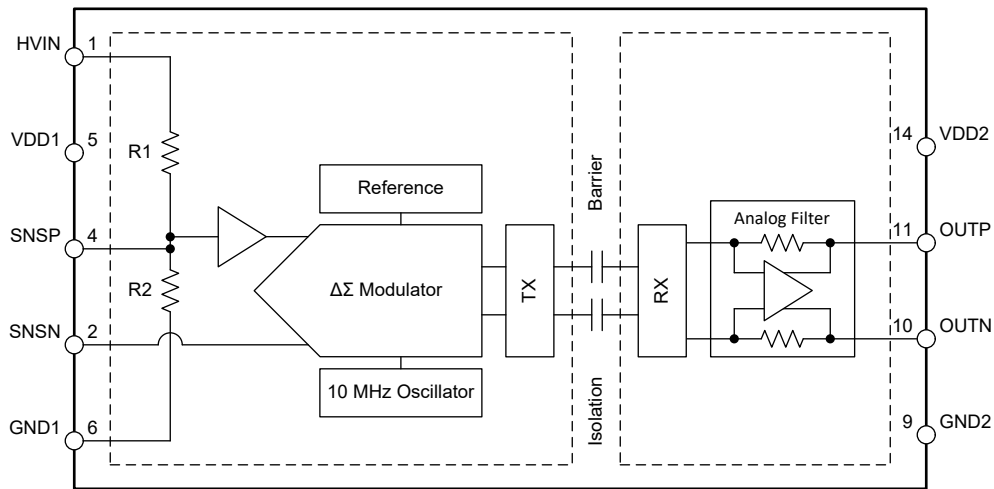 HVIN 1
VDD1 5
R1
VDD2 14
Reference
Barrier
Analog Filter
SNSP 4
OUTP 11
R2
ΔΣ Modulator
TX
RX
SNSN 2
OUTN 10
10 MHz Oscillator
Isolation
GND1 6
GND2 9